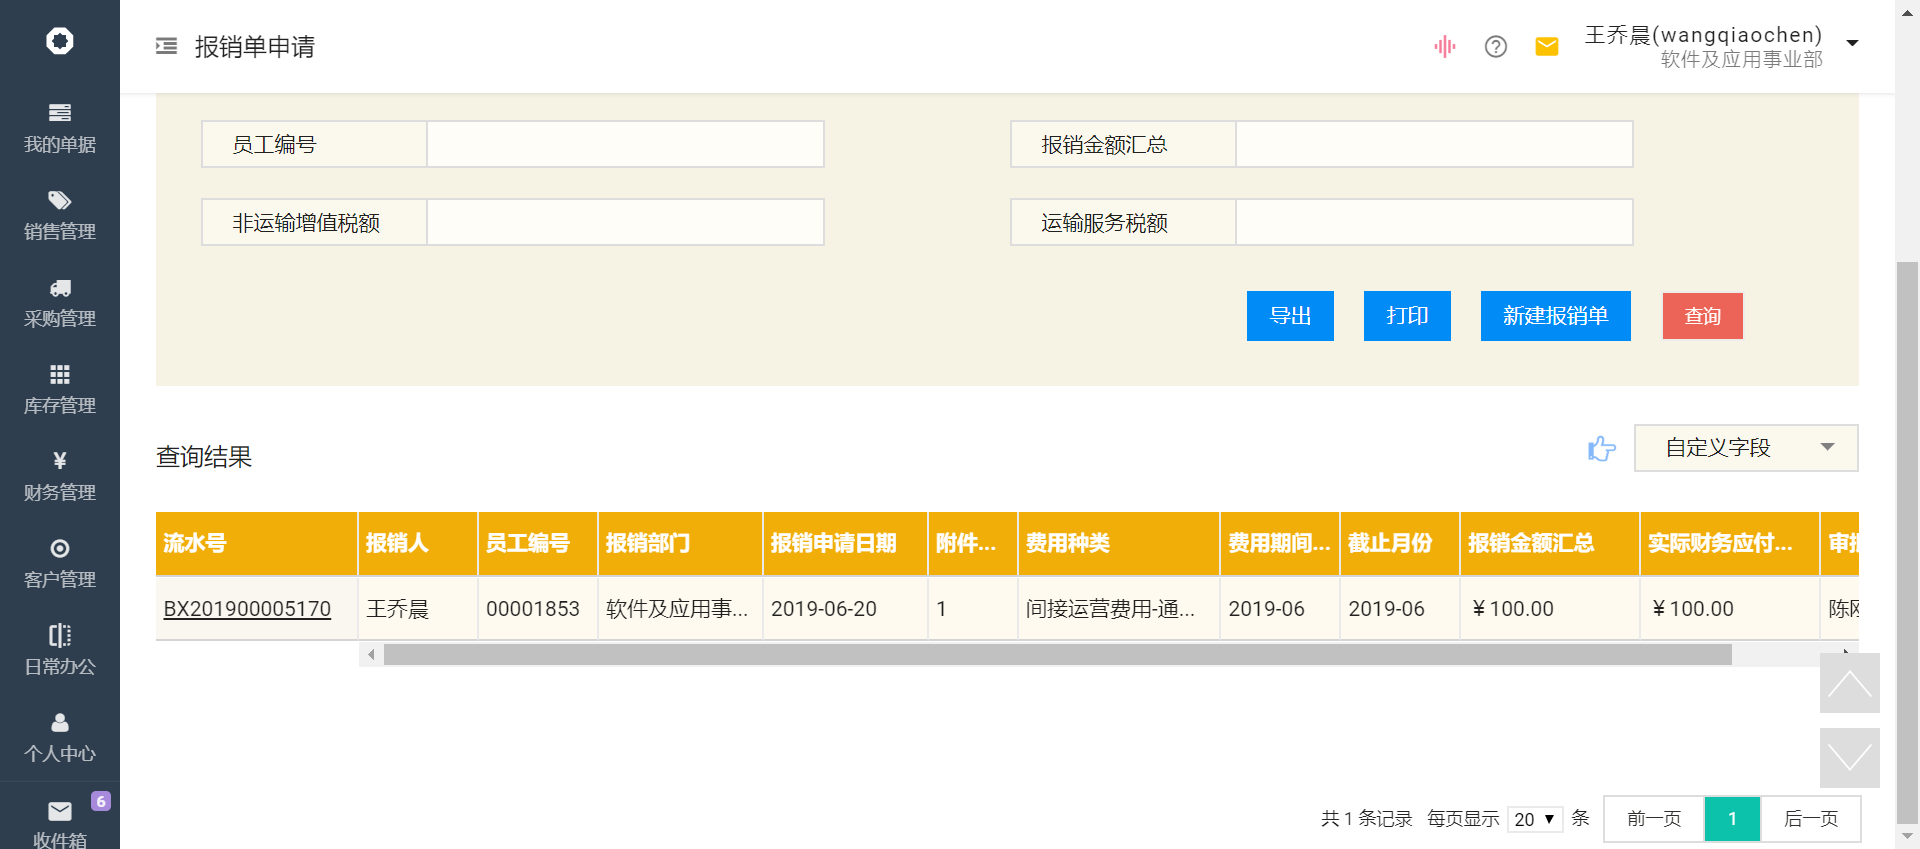 报销单申请
王乔晨(wangqiaochen)
软件及应用事业部
我的单据
销售管理
采购管理
库存管理
财务管理
客户管理
日常办公
个人中心
6
收件箱
员工编号
报销金额汇总
非运输增值税额
运输服务税额
导出 打印 新建报销单 查询
查询结果
自定义字段
流水号 报销人 员工编号 报销部门 报销申请日期 附件... 费用种类 费用期间... 截止月份 报销金额汇总 实际财务应付...
BX201900005170 王乔晨 00001853 软件及应用事... 2019-06-20 1 间接运营费用-通... 2019-06 2019-06 ￥100.00 ￥100.00
共 1 条记录 每页显示 20 条 前一页 1 后一页